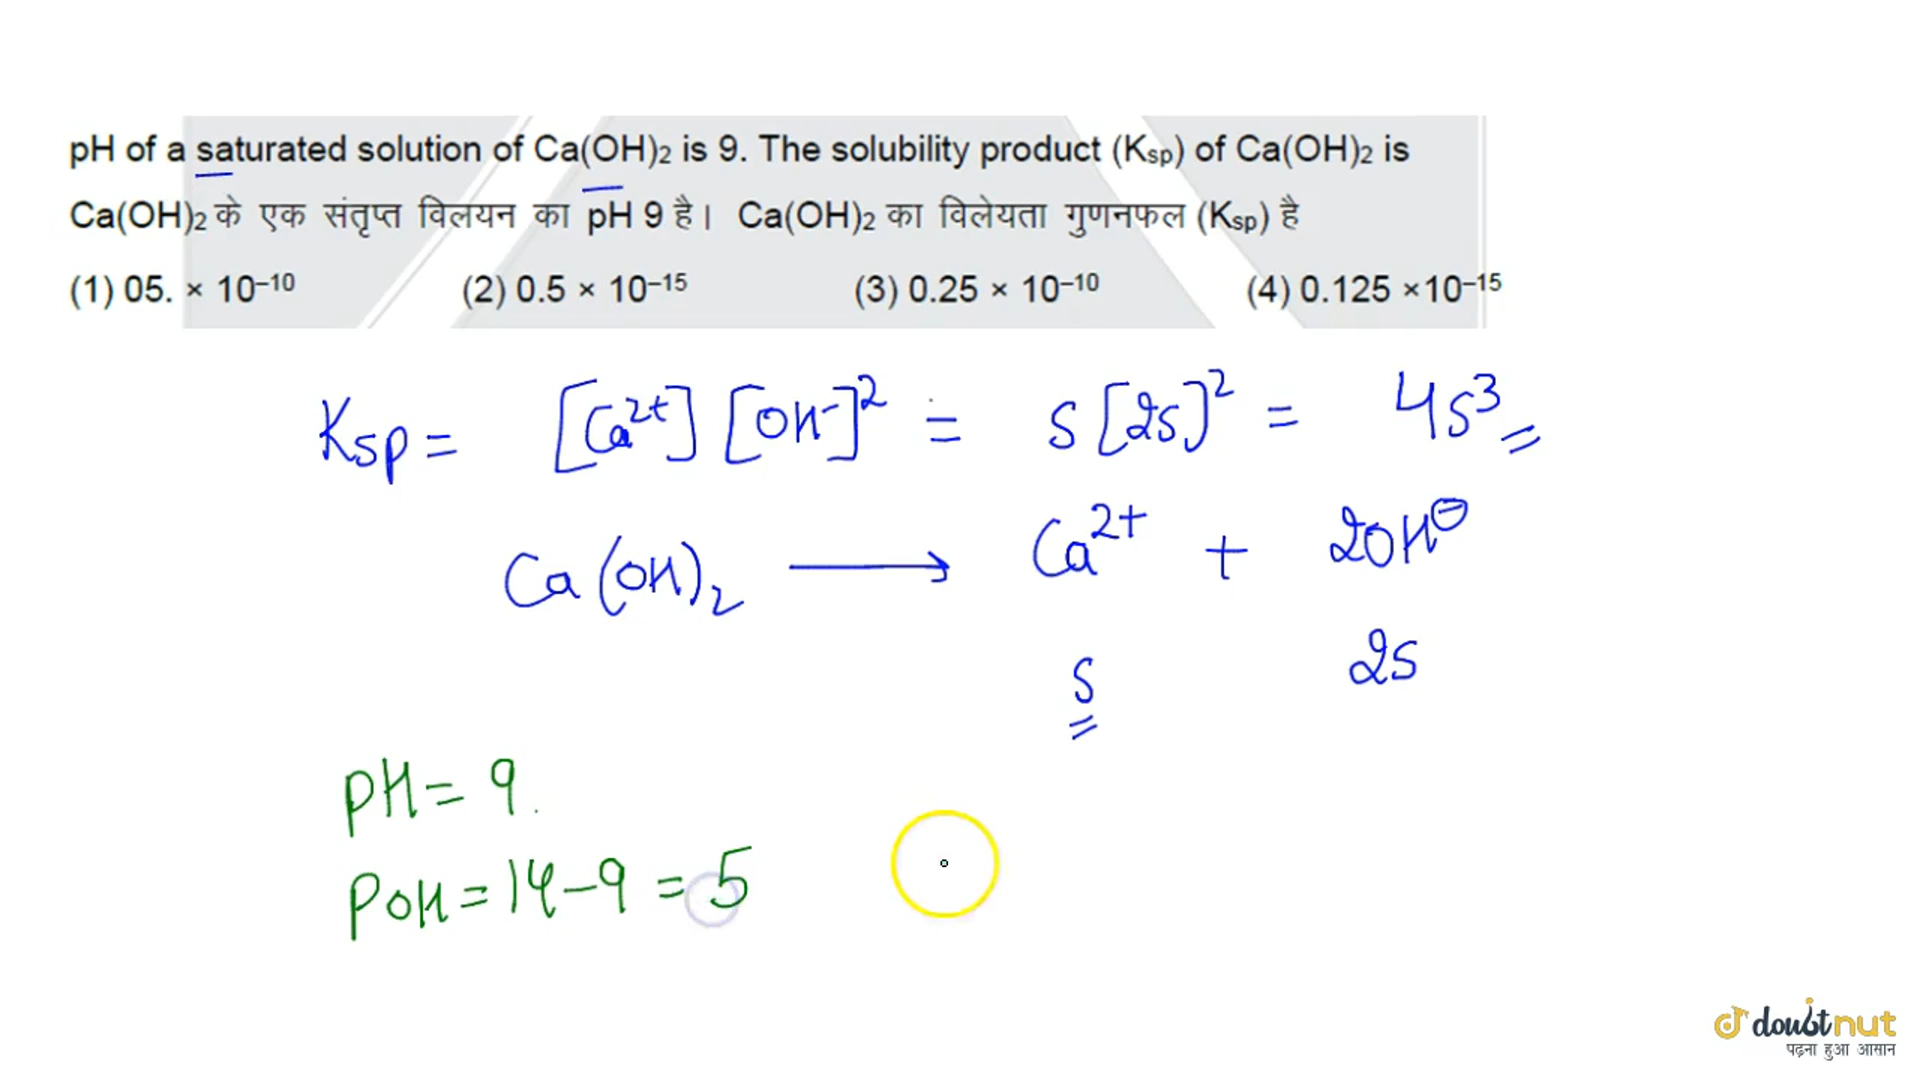 pH of a saturated solution of Ca(OH)₂ is 9. The solubility product (Ksp) of Ca(OH)₂ is
Ca(OH)₂ के एक संतृप्त विलयन का pH 9 है। Ca(OH)₂ का विलेयता गुणनफल (Ksp) है
(1) 05. × 10⁻¹⁰ (2) 0.5 × 10⁻¹⁵ (3) 0.25 × 10⁻¹⁰ (4) 0.125 ×10⁻¹⁵
Ksp = [Ca²⁺] [OH⁻]² = S[2S]² = 4S³
Ca(OH)₂ ⟶ Ca²⁺ + 2OH⊖
S 2S
PH = 9.
POH = 14-9 = 5
doubtnut
पढ़ना हुआ आसान